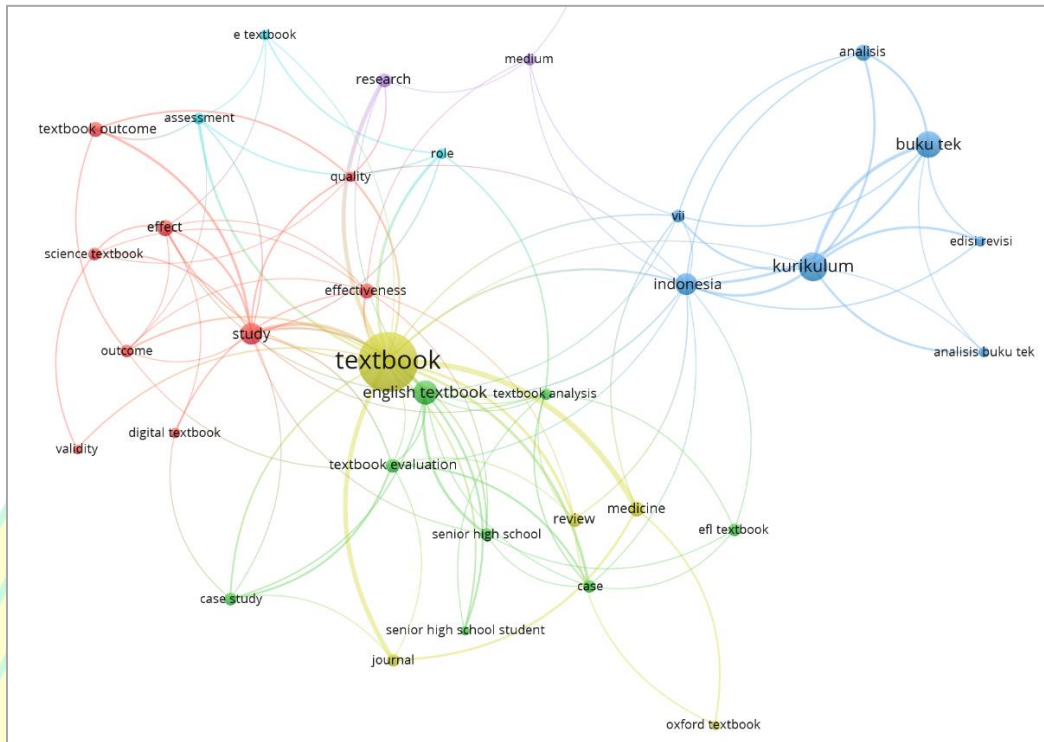 e textbook
analisis
medium
research
textbook outcome
assessment
buku tek
role
quality
vii
effect
edisi revisi
science textbook
kurikulum
indonesia
effectiveness
study
outcome
textbook
analisis buku tek
english textbook
textbook analysis
digital textbook
validity
textbook evaluation
medicine
review
efl textbook
senior high school
case
case study
senior high school student
journal
oxford textbook